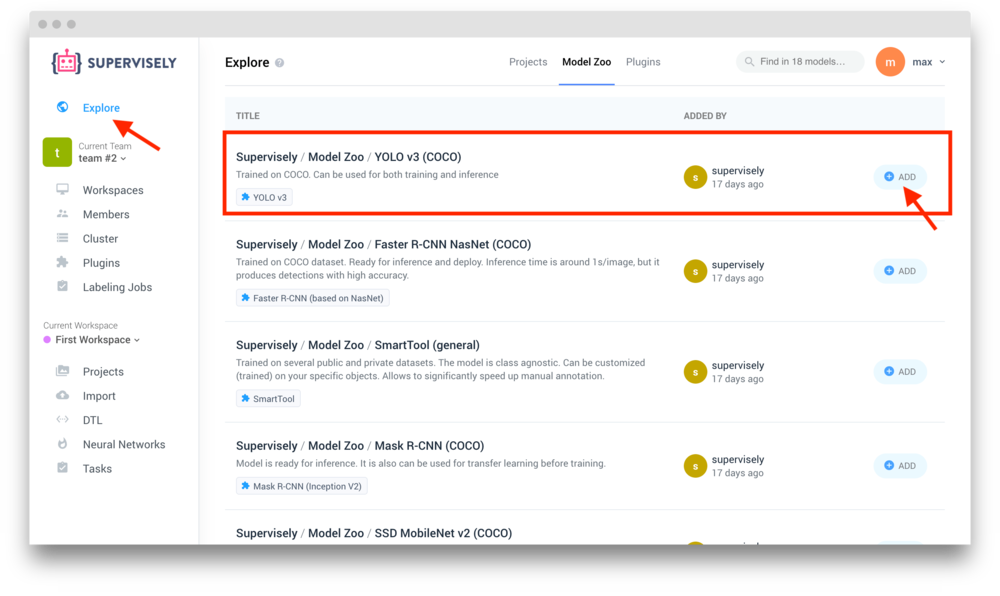 SUPERVISELY
Explore
Projects
Model Zoo
Plugins
Find in 18 models...
m
max
Explore
t
Current Team
team #2
Workspaces
Members
Cluster
Plugins
Labeling Jobs
Current Workspace
First Workspace
Projects
Import
DTL
Neural Networks
Tasks
TITLE
ADDED BY
Supervisely / Model Zoo / YOLO v3 (COCO)
Trained on COCO. Can be used for both training and inference
YOLO v3
s
supervisely
17 days ago
ADD
Supervisely / Model Zoo / Faster R-CNN NasNet (COCO)
Trained on COCO dataset. Ready for inference and deploy. Inference time is around 1s/image, but it
produces detections with high accuracy.
Faster R-CNN (based on NasNet)
s
supervisely
17 days ago
ADD
Supervisely / Model Zoo / SmartTool (general)
Trained on several public and private datasets. The model is class agnostic. Can be customized
(trained) on your specific objects. Allows to significantly speed up manual annotation.
SmartTool
s
supervisely
17 days ago
ADD
Supervisely / Model Zoo / Mask R-CNN (COCO)
Model is ready for inference. It is also can be used for transfer learning before training.
Mask R-CNN (Inception V2)
s
supervisely
17 days ago
ADD
Supervisely / Model Zoo / SSD MobileNet v2 (COCO)